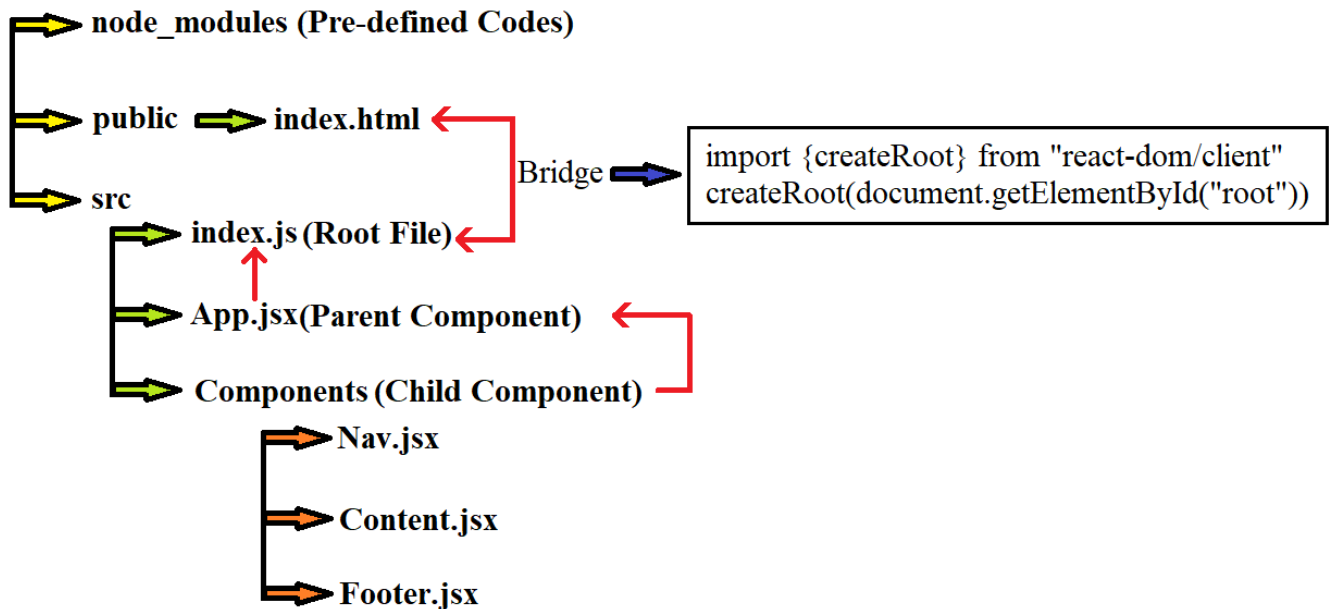 node_modules (Pre-defined Codes)
public
index.html
Bridge
import {createRoot} from "react-dom/client"
createRoot(document.getElementById("root"))
src
index.js (Root File)
App.jsx(Parent Component)
Components (Child Component)
Nav.jsx
Content.jsx
Footer.jsx